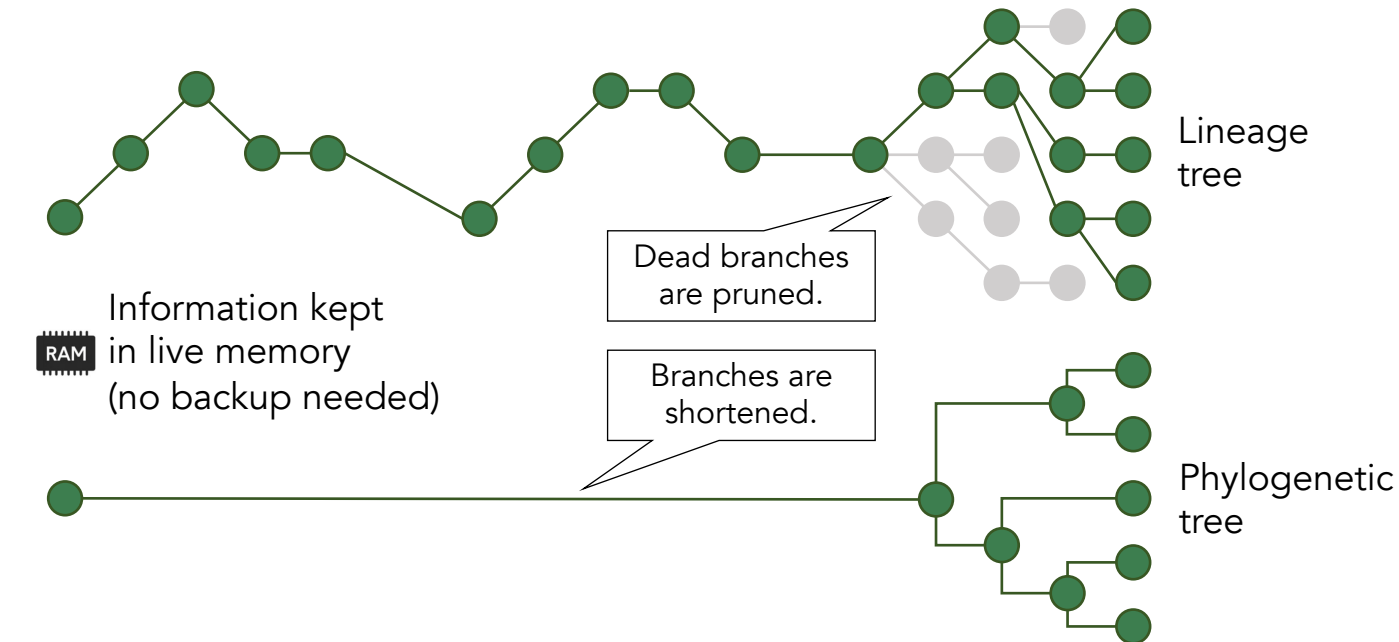 Lineage
tree
Dead branches
are pruned.
Information kept
RAM in live memory
(no backup needed)
Branches are
shortened.
Phylogenetic
tree